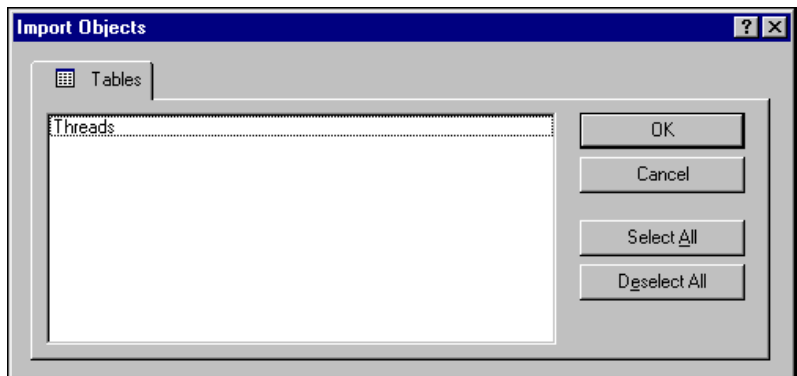 Import Objects
Tables
Threads
OK
Cancel
Select All
Deselect All